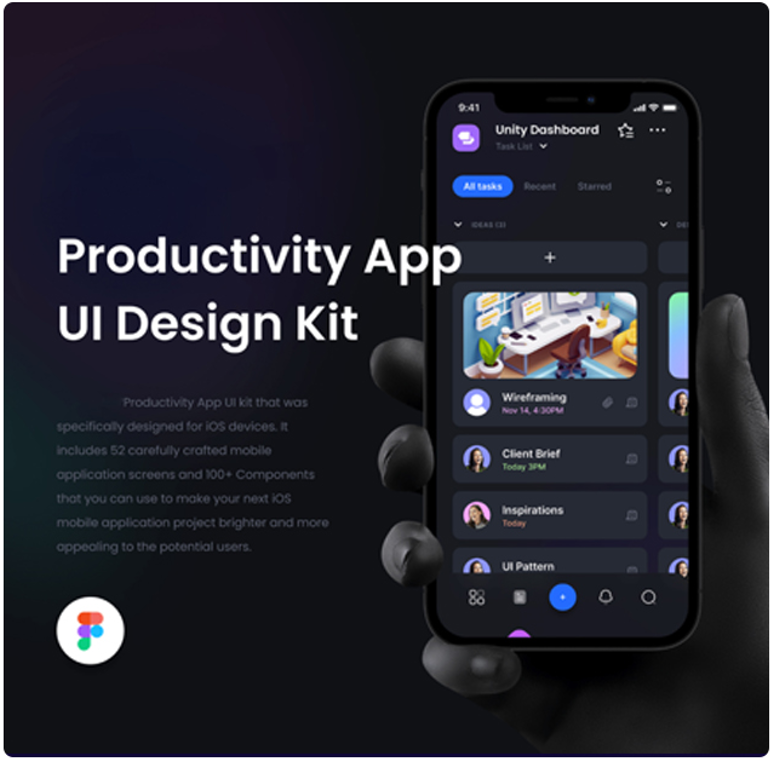 Productivity App
UI Design Kit
Productivity App UI kit that was
specifically designed for iOS devices. It
includes 52 carefully crafted mobile
application screens and 100+ Components
that you can use to make your next iOS
mobile application project brighter and more
appealing to the potential users.
9:41
Unity Dashboard
Task List
All tasks Recent Starred
IDEAS (3)
+
Wireframing
Nov 14, 4:30PM
Client Brief
Today 3PM
Inspirations
Today
UI Pattern
+